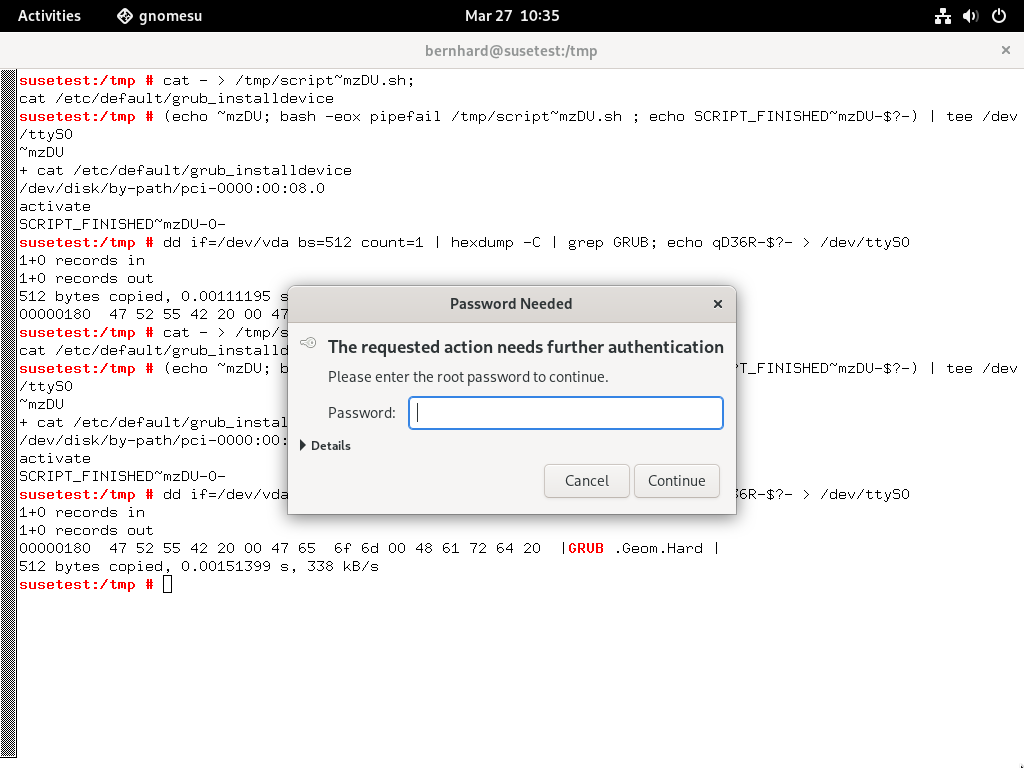 Activities gnomesu Mar 27 10:35
bernhard@susetest:/tmp
susetest:/tmp # cat - > /tmp/script~mzDU.sh;
cat /etc/default/grub_installdevice
susetest:/tmp # (echo ~mzDU; bash -eox pipefail /tmp/script~mzDU.sh ; echo SCRIPT_FINISHED~mzDU-$?-) | tee /dev
/ttyS0
~mzDU
+ cat /etc/default/grub_installdevice
/dev/disk/by-path/pci-0000:00:08.0
activate
SCRIPT_FINISHED~mzDU-0-
susetest:/tmp # dd if=/dev/vda bs=512 count=1 | hexdump -C | grep GRUB; echo qD36R-$?- > /dev/ttyS0
1+0 records in
1+0 records out
512 bytes copied, 0.00111195 s
00000180  47 52 55 42 20 00 47
susetest:/tmp # cat - > /tmp/s
cat /etc/default/grub_installd
susetest:/tmp # (echo ~mzDU; b PT_FINISHED~mzDU-$?-) | tee /dev
/ttyS0
~mzDU
+ cat /etc/default/grub_instal
/dev/disk/by-path/pci-0000:00:
activate
SCRIPT_FINISHED~mzDU-0-
susetest:/tmp # dd if=/dev/vda 36R-$?- > /dev/ttyS0
1+0 records in
1+0 records out
00000180  47 52 55 42 20 00 47 65  6f 6d 00 48 61 72 64 20  |GRUB .Geom.Hard |
512 bytes copied, 0.00151399 s, 338 kB/s
susetest:/tmp #
Password Needed
The requested action needs further authentication
Please enter the root password to continue.
Password:
Details
Cancel Continue